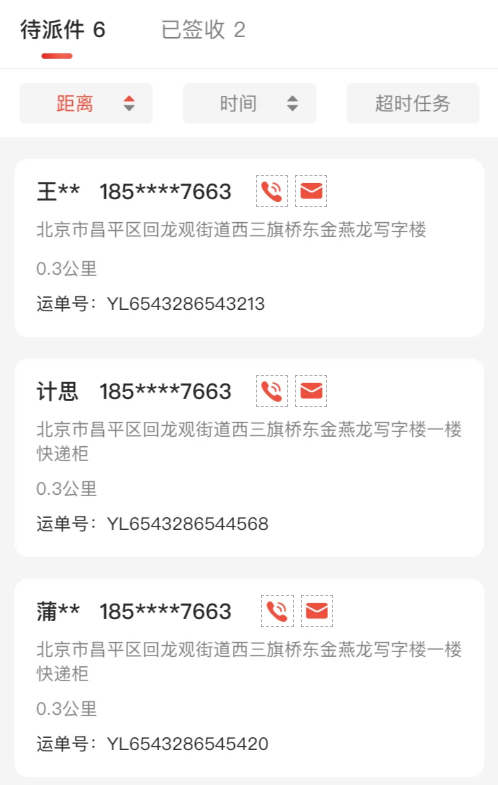 待派件 6 已签收 2
距离 时间 超时任务
王** 185****7663
北京市昌平区回龙观街道西三旗桥东金燕龙写字楼
0.3公里
运单号：YL6543286543213
计思 185****7663
北京市昌平区回龙观街道西三旗桥东金燕龙写字楼一楼
快递柜
0.3公里
运单号：YL6543286544568
蒲** 185****7663
北京市昌平区回龙观街道西三旗桥东金燕龙写字楼一楼
快递柜
0.3公里
运单号：YL6543286545420